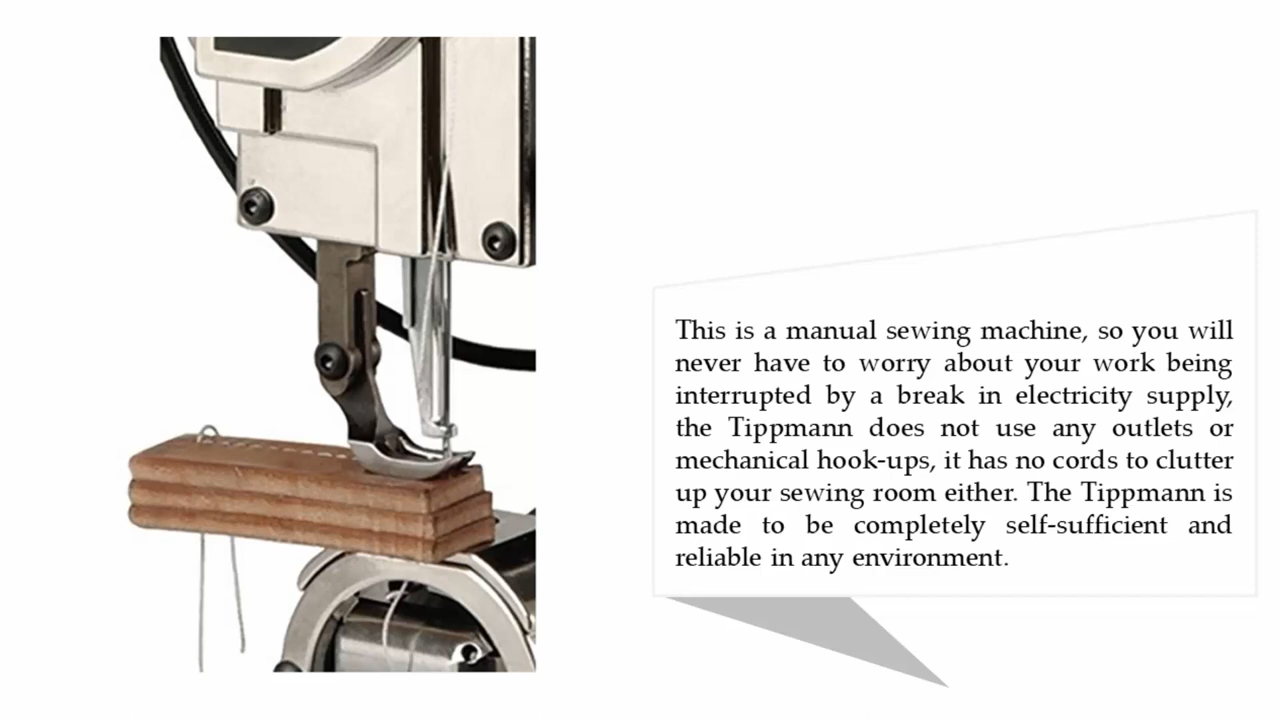 This is a manual sewing machine, so you will
never have to worry about your work being
interrupted by a break in electricity supply,
the Tippmann does not use any outlets or
mechanical hook-ups, it has no cords to clutter
up your sewing room either. The Tippmann is
made to be completely self-sufficient and
reliable in any environment.